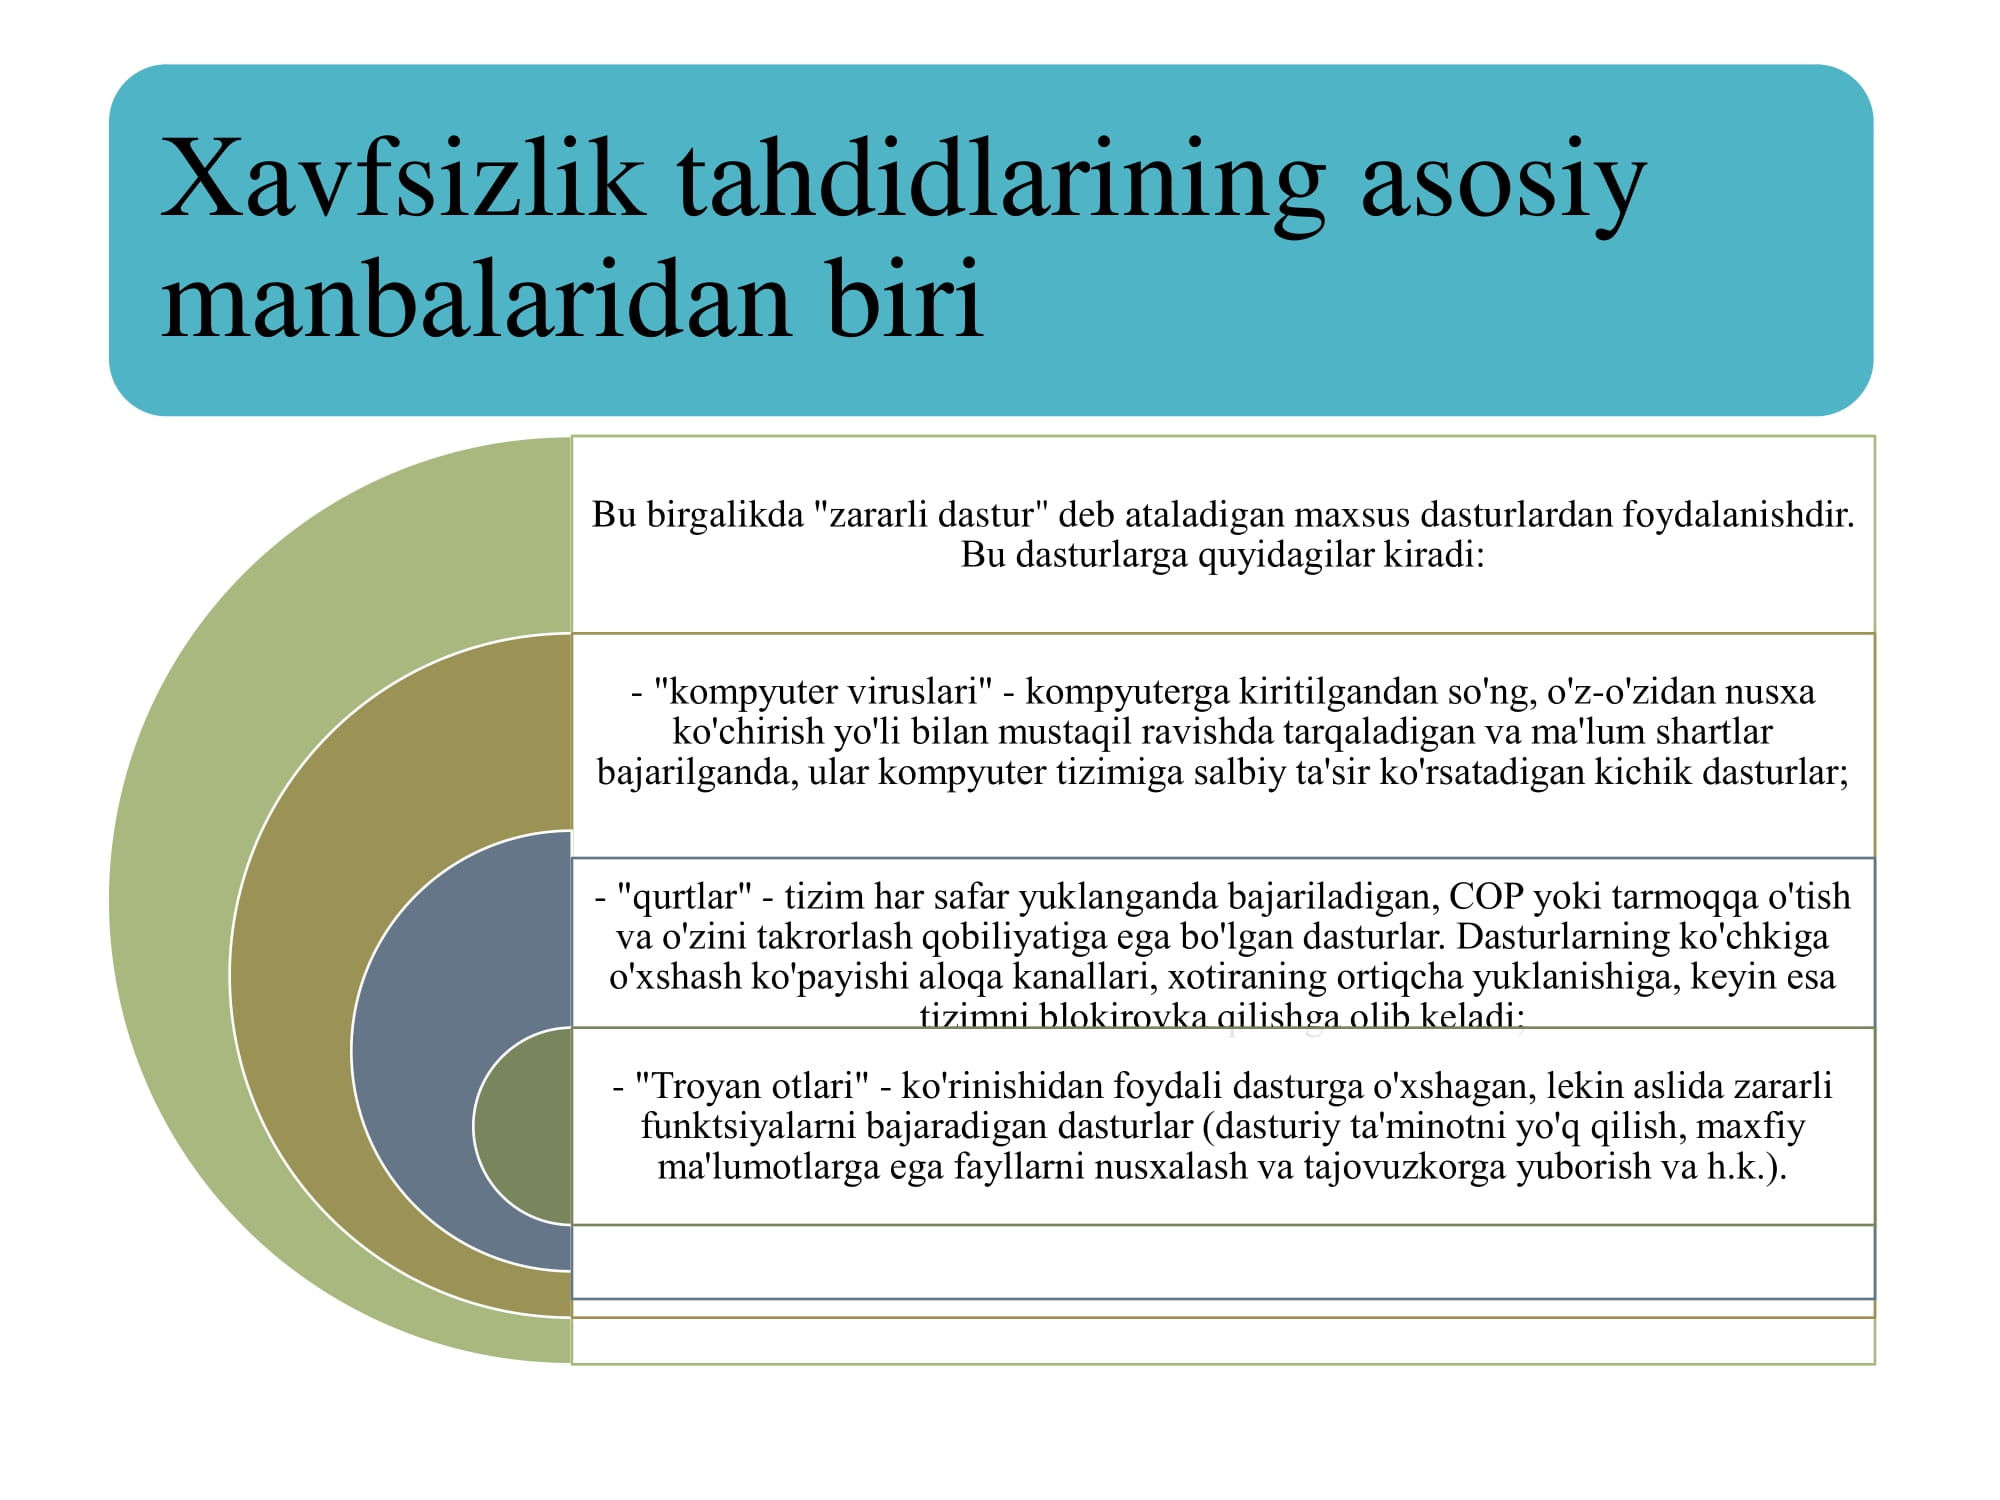 Xavfsizlik tahdidlarining asosiy
manbalaridan biri
Bu birgalikda "zararli dastur" deb ataladigan maxsus dasturlardan foydalanishdir.
Bu dasturlarga quyidagilar kiradi:
- "kompyuter viruslari" - kompyuterga kiritilgandan so'ng, o'z-o'zidan nusxa
ko'chirish yo'li bilan mustaqil ravishda tarqaladigan va ma'lum shartlar
bajarilganda, ular kompyuter tizimiga salbiy ta'sir ko'rsatadigan kichik dasturlar;
- "qurtlar" - tizim har safar yuklanganda bajariladigan, COP yoki tarmoqqa o'tish
va o'zini takrorlash qobiliyatiga ega bo'lgan dasturlar. Dasturlarning ko'chkiga
o'xshash ko'payishi aloqa kanallari, xotiraning ortiqcha yuklanishiga, keyin esa
tizimni blokirovka qilishga olib keladi;
- "Troyan otlari" - ko'rinishidan foydali dasturga o'xshagan, lekin aslida zararli
funktsiyalarni bajaradigan dasturlar (dasturiy ta'minotni yo'q qilish, maxfiy
ma'lumotlarga ega fayllarni nusxalash va tajovuzkorga yuborish va h.k.).